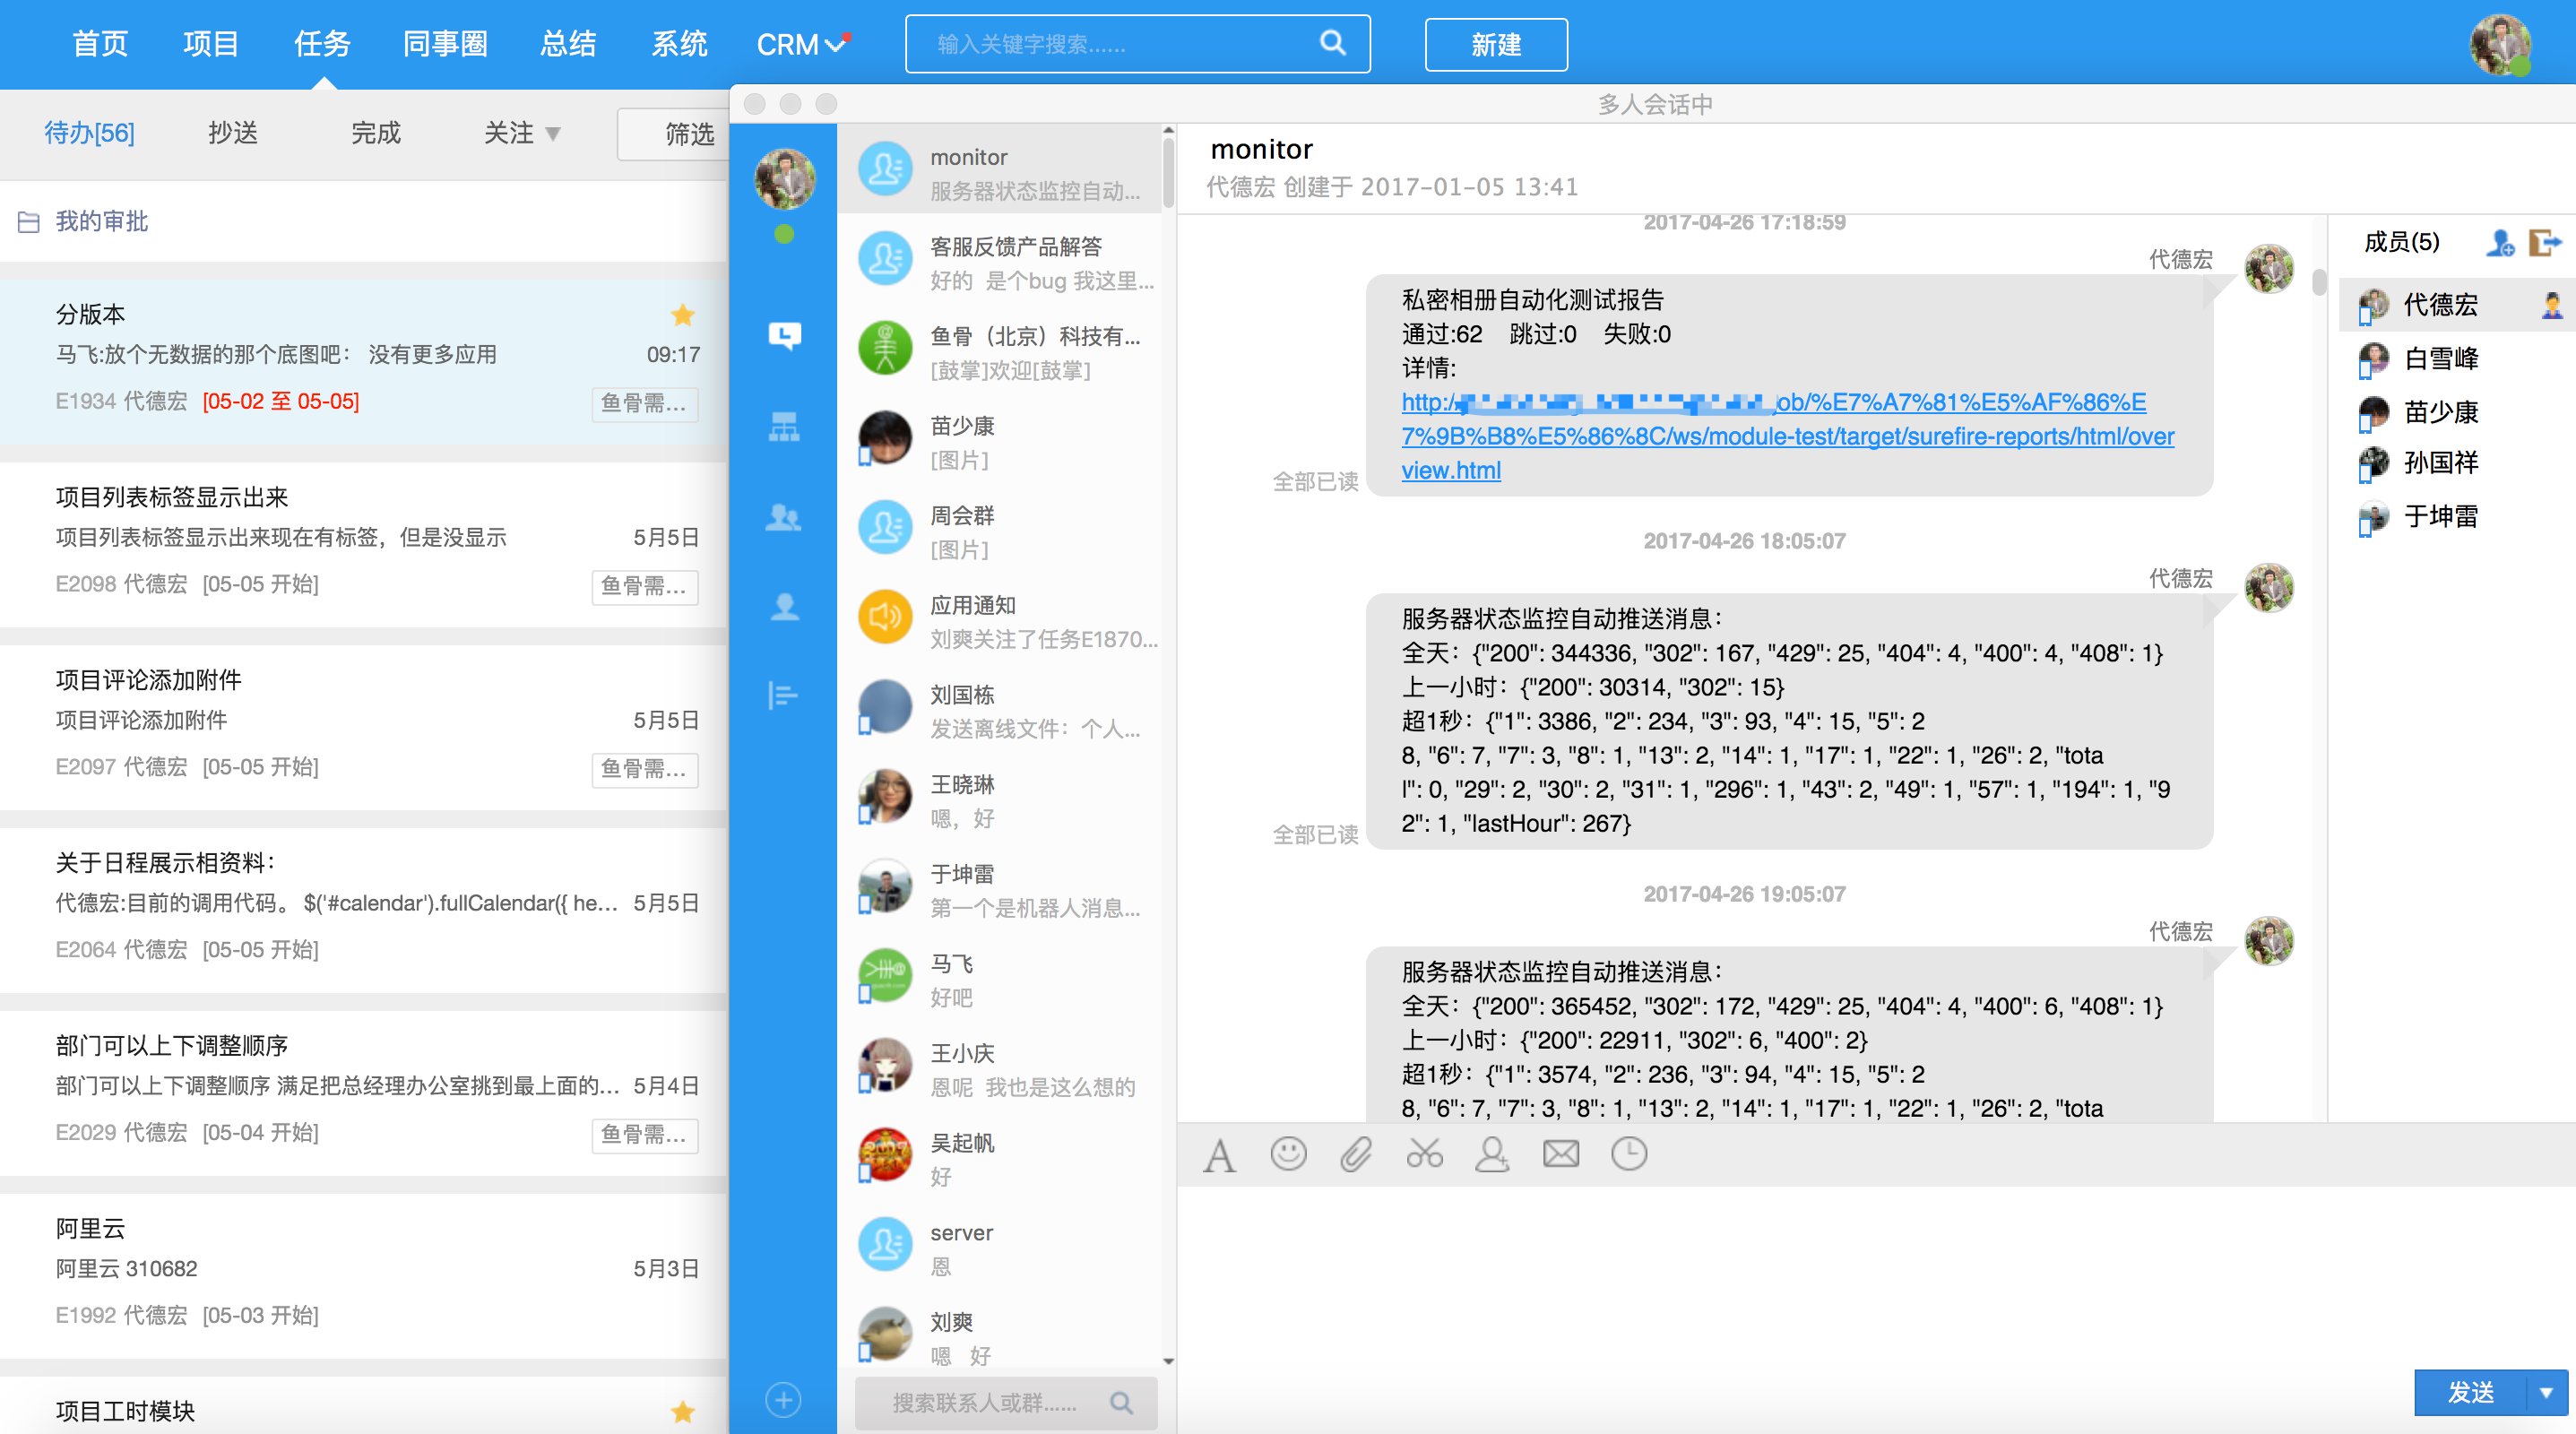 首页 项目 任务 同事圈 总结 系统 CRM 输入关键字搜索...... 新建
待办[56] 抄送 完成 关注 筛选
我的审批
分版本
马飞:放个无数据的那个底图吧： 没有更多应用 09:17
E1934 代德宏 [05-02 至 05-05] 鱼骨需...
项目列表标签显示出来
项目列表标签显示出来现在有标签，但是没显示 5月5日
E2098 代德宏 [05-05 开始] 鱼骨需...
项目评论添加附件
项目评论添加附件 5月5日
E2097 代德宏 [05-05 开始] 鱼骨需...
关于日程展示相资料：
代德宏:目前的调用代码。 $('#calendar').fullCalendar({ he... 5月5日
E2064 代德宏 [05-05 开始]
部门可以上下调整顺序
部门可以上下调整顺序 满足把总经理办公室挑到最上面的... 5月4日
E2029 代德宏 [05-04 开始] 鱼骨需...
阿里云
阿里云 310682 5月3日
E1992 代德宏 [05-03 开始]
项目工时模块
多人会话中
monitor
服务器状态监控自动...
客服反馈产品解答
好的 是个bug 我这里...
鱼骨（北京）科技有...
[鼓掌]欢迎[鼓掌]
苗少康
[图片]
周会群
[图片]
应用通知
刘爽关注了任务E1870...
刘国栋
发送离线文件：个人...
王晓琳
嗯，好
于坤雷
第一个是机器人消息...
马飞
好吧
王小庆
恩呢 我也是这么想的
吴起帆
好
server
恩
刘爽
嗯 好
搜索联系人或群......
monitor
代德宏 创建于 2017-01-05 13:41
2017-04-26 17:18:59
代德宏
私密相册自动化测试报告
通过:62 跳过:0 失败:0
详情:
http:/ ob/%E7%A7%81%E5%AF%86%E
7%9B%B8%E5%86%8C/ws/module-test/target/surefire-reports/html/over
view.html
全部已读
2017-04-26 18:05:07
代德宏
服务器状态监控自动推送消息：
全天：{"200": 344336, "302": 167, "429": 25, "404": 4, "400": 4, "408": 1}
上一小时：{"200": 30314, "302": 15}
超1秒：{"1": 3386, "2": 234, "3": 93, "4": 15, "5": 2
8, "6": 7, "7": 3, "8": 1, "13": 2, "14": 1, "17": 1, "22": 1, "26": 2, "tota
l": 0, "29": 2, "30": 2, "31": 1, "296": 1, "43": 2, "49": 1, "57": 1, "194": 1, "9
2": 1, "lastHour": 267}
全部已读
2017-04-26 19:05:07
代德宏
服务器状态监控自动推送消息：
全天：{"200": 365452, "302": 172, "429": 25, "404": 4, "400": 6, "408": 1}
上一小时：{"200": 22911, "302": 6, "400": 2}
超1秒：{"1": 3574, "2": 236, "3": 94, "4": 15, "5": 2
8, "6": 7, "7": 3, "8": 1, "13": 2, "14": 1, "17": 1, "22": 1, "26": 2, "tota
成员(5)
代德宏
白雪峰
苗少康
孙国祥
于坤雷
发送